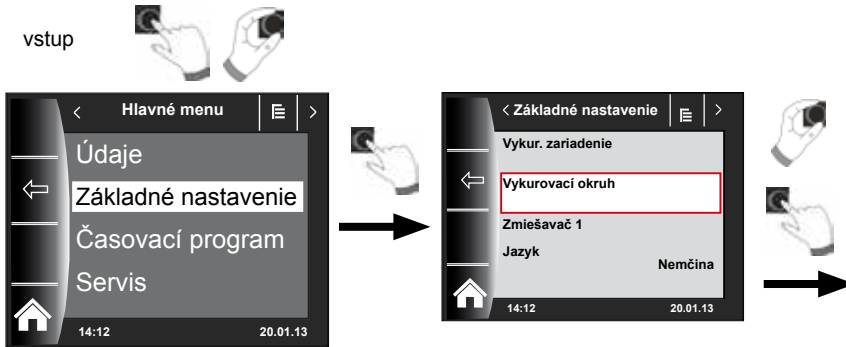 vstup
Hlavné menu
Údaje
Základné nastavenie
Časovací program
Servis
14:12 20.01.13
Základné nastavenie
Vykur. zariadenie
Vykurovací okruh
Zmiešavač 1
Jazyk
Nemčina
14:12 20.01.13